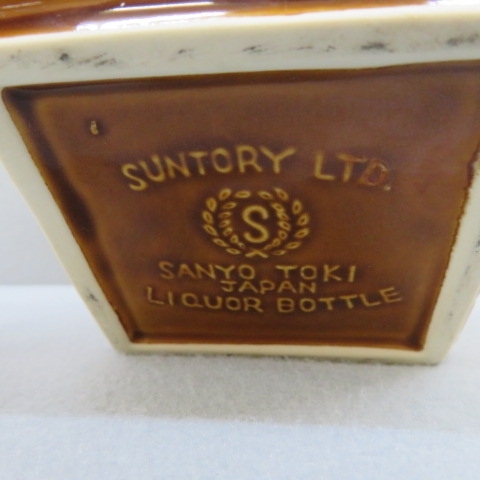 SUNTORY LTD.
S
SANYO TOKI
JAPAN
LIQUOR BOTTLE